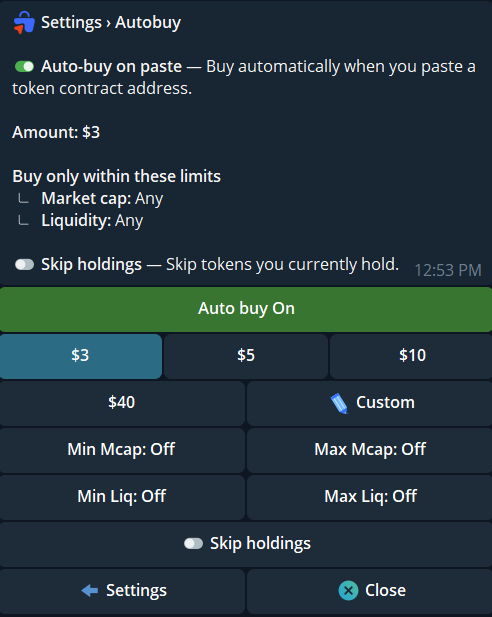 Settings › Autobuy
Auto-buy on paste — Buy automatically when you paste a
token contract address.
Amount: $3
Buy only within these limits
Market cap: Any
Liquidity: Any
Skip holdings — Skip tokens you currently hold.
12:53 PM
Auto buy On
$3
$5
$10
$40
Custom
Min Mcap: Off
Max Mcap: Off
Min Liq: Off
Max Liq: Off
Skip holdings
Settings
Close